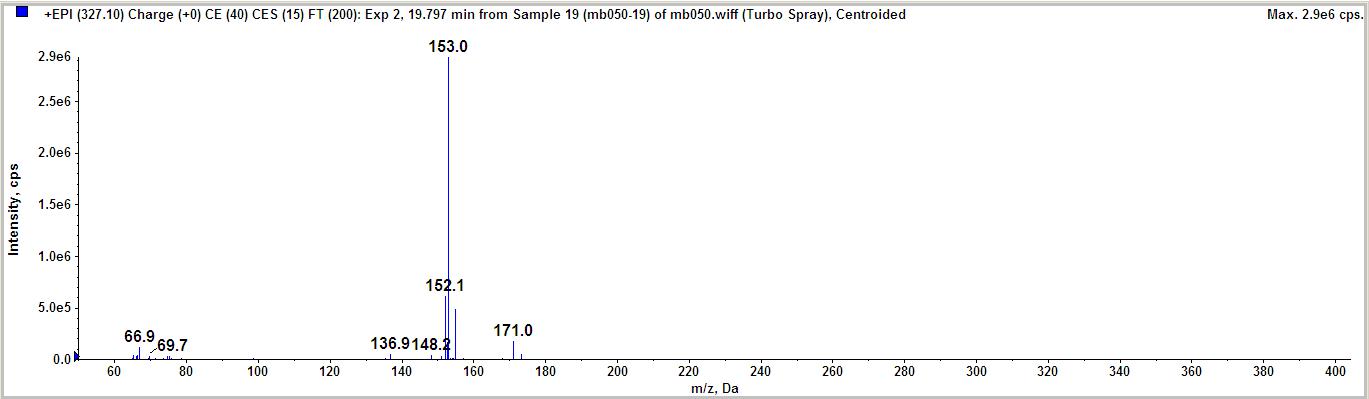 +EPI (327.10) Charge (+0) CE (40) CES (15) FT (200): Exp 2, 19.797 min from Sample 19 (mb050-19) of mb050.wiff (Turbo Spray), Centroided
Max. 2.9e6 cps.
153.0
2.9e6
2.5e6
2.0e6
1.5e6
1.0e6
5.0e5
0.0
Intensity, cps
152.1
171.0
66.9
69.7
136.9
148.2
60 80 100 120 140 160 180 200 220 240 260 280 300 320 340 360 380 400
m/z, Da